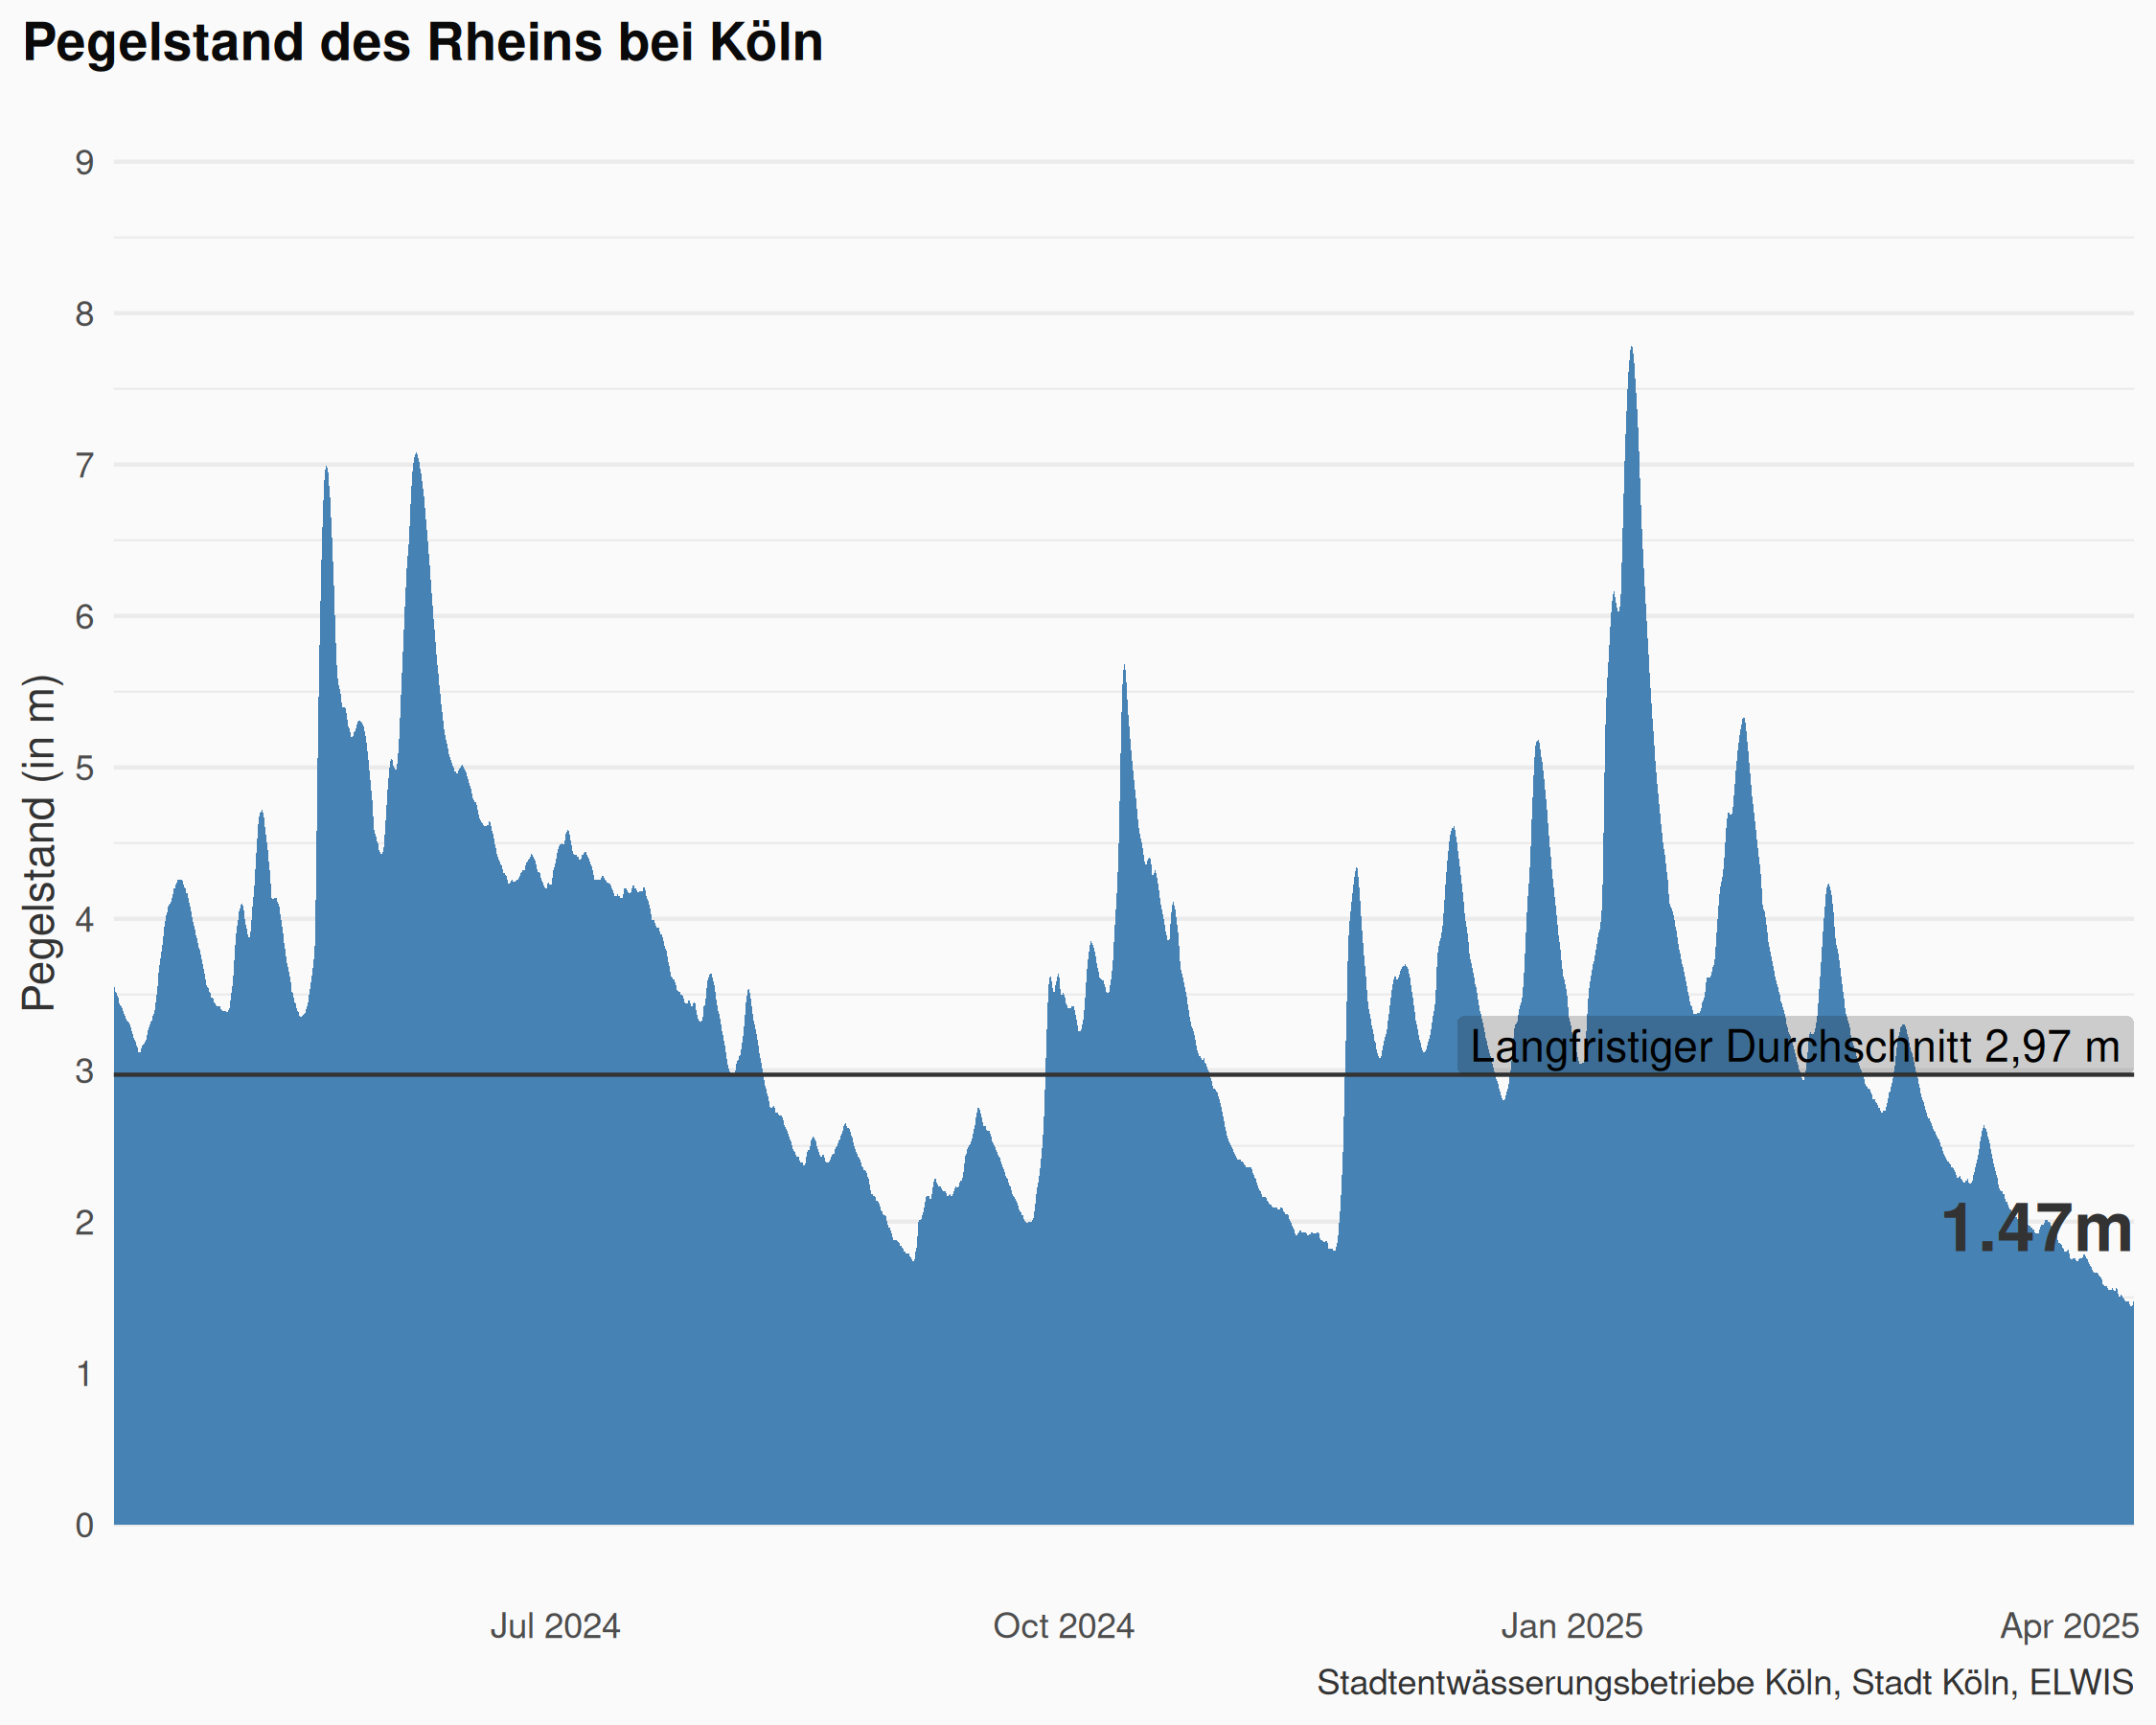 Pegelstand des Rheins bei Köln
Pegelstand (in m)
9
8
7
6
5
4
3
2
1
0
Langfristiger Durchschnitt 2,97 m
1.47m
Jul 2024
Oct 2024
Jan 2025
Apr 2025
Stadtentwässerungsbetriebe Köln, Stadt Köln, ELWIS